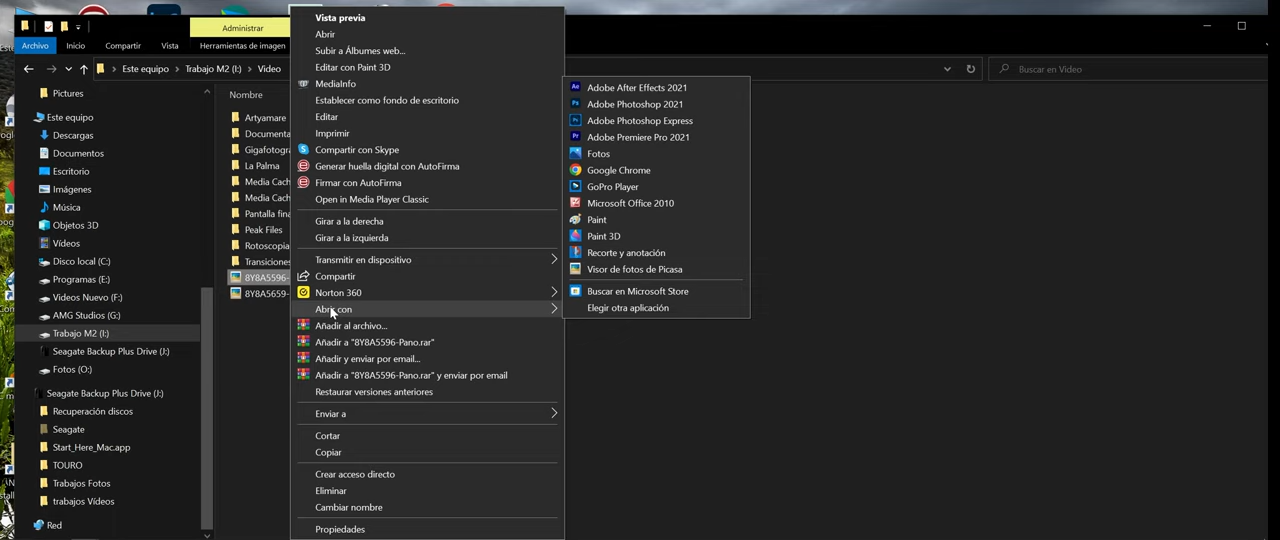 Administrar
Archivo
Inicio
Compartir
Vista
Herramientas de imagen
Este equipo
Trabajo M2 (I:)
Video
Buscar en Video
Pictures
Este equipo
Descargas
Documentos
Escritorio
Imágenes
Música
Objetos 3D
Vídeos
Disco local (C:)
Programas (E:)
Videos Nuevo (F:)
AMG Studios (G:)
Trabajo M2 (I:)
Seagate Backup Plus Drive (J:)
Fotos (O:)
Seagate Backup Plus Drive (J:)
Recuperación discos
Seagate
Start_Here_Mac.app
TOURO
Trabajos Fotos
trabajos Vídeos
Red
Nombre
Artyamare
Documenta
Gigafotogra
La Palma
Media Cach
Media Cach
Pantalla fina
Peak Files
Rotoscopia
Transiciones
8Y8A5596-
8Y8A5659-
Vista previa
Abrir
Subir a Álbumes web...
Editar con Paint 3D
MediaInfo
Establecer como fondo de escritorio
Editar
Imprimir
Compartir con Skype
Generar huella digital con AutoFirma
Firmar con AutoFirma
Open in Media Player Classic
Girar a la derecha
Girar a la izquierda
Transmitir en dispositivo
Compartir
Norton 360
Abrir con
Añadir al archivo...
Añadir a "8Y8A5596-Pano.rar"
Añadir y enviar por email...
Añadir a "8Y8A5596-Pano.rar" y enviar por email
Restaurar versiones anteriores
Enviar a
Cortar
Copiar
Crear acceso directo
Eliminar
Cambiar nombre
Propiedades
Adobe After Effects 2021
Adobe Photoshop 2021
Adobe Photoshop Express
Adobe Premiere Pro 2021
Fotos
Google Chrome
GoPro Player
Microsoft Office 2010
Paint
Paint 3D
Recorte y anotación
Visor de fotos de Picasa
Buscar en Microsoft Store
Elegir otra aplicación